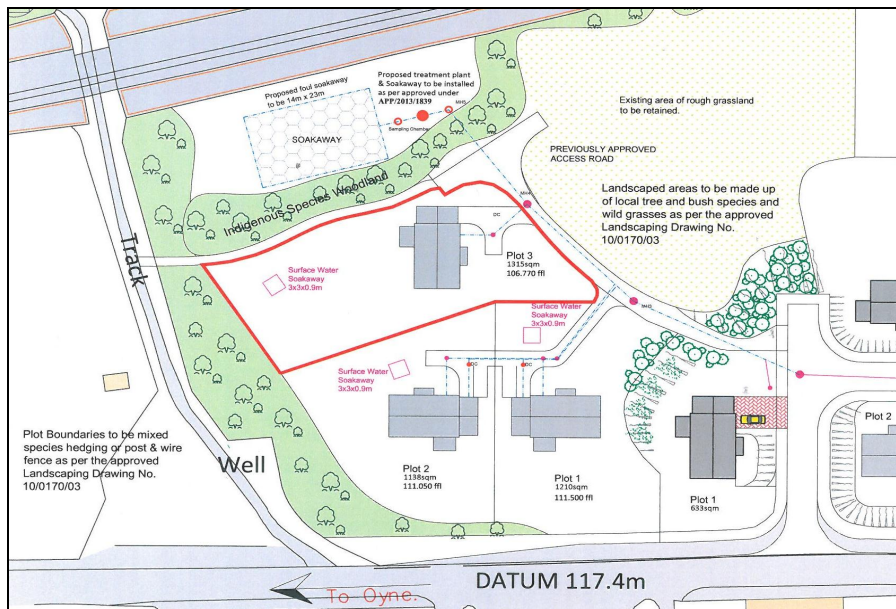 Proposed foul soakaway
to be 14m x 23m
SOAKAWAY
Proposed treatment plant
& Soakaway to be installed
as per approved under
APP/2013/1839
Sampling Chamber
Existing area of rough grassland
to be retained.
PREVIOUSLY APPROVED
ACCESS ROAD
Landscaped areas to be made up
of local tree and bush species and
wild grasses as per the approved
Landscaping Drawing No.
10/0170/03
Indigenous Species Woodland
Track
DC
Plot 3
1315sqm
106.770 ffl
Surface Water
Soakaway
3x3x0.9m
Surface Water
Soakaway
3x3x0.9m
Surface Water
Soakaway
3x3x0.9m
DC
DC
Plot Boundaries to be mixed
species hedging or post & wire
fence as per the approved
Landscaping Drawing No.
10/0170/03
Well
Plot 2
1138sqm
111.050 ffl
Plot 1
1210sqm
111.500 ffl
Plot 1
633sqm
Plot 2
DATUM 117.4m
To Oyne.